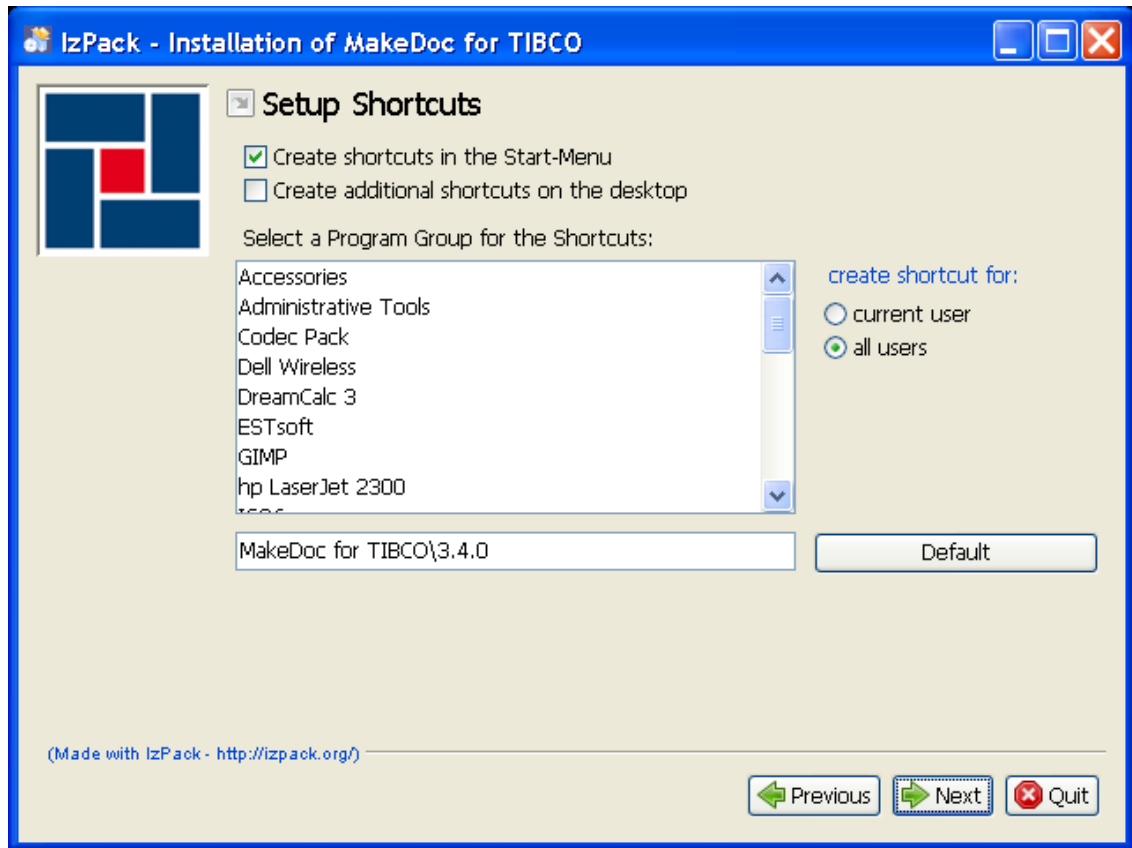 IzPack - Installation of MakeDoc for TIBCO
Setup Shortcuts
Create shortcuts in the Start-Menu
Create additional shortcuts on the desktop
Select a Program Group for the Shortcuts:
Accessories
Administrative Tools
Codec Pack
Dell Wireless
DreamCalc 3
ESTsoft
GIMP
hp LaserJet 2300
create shortcut for:
current user
all users
MakeDoc for TIBCO\3.4.0
Default
(Made with IzPack - http://izpack.org/)
Previous
Next
Quit